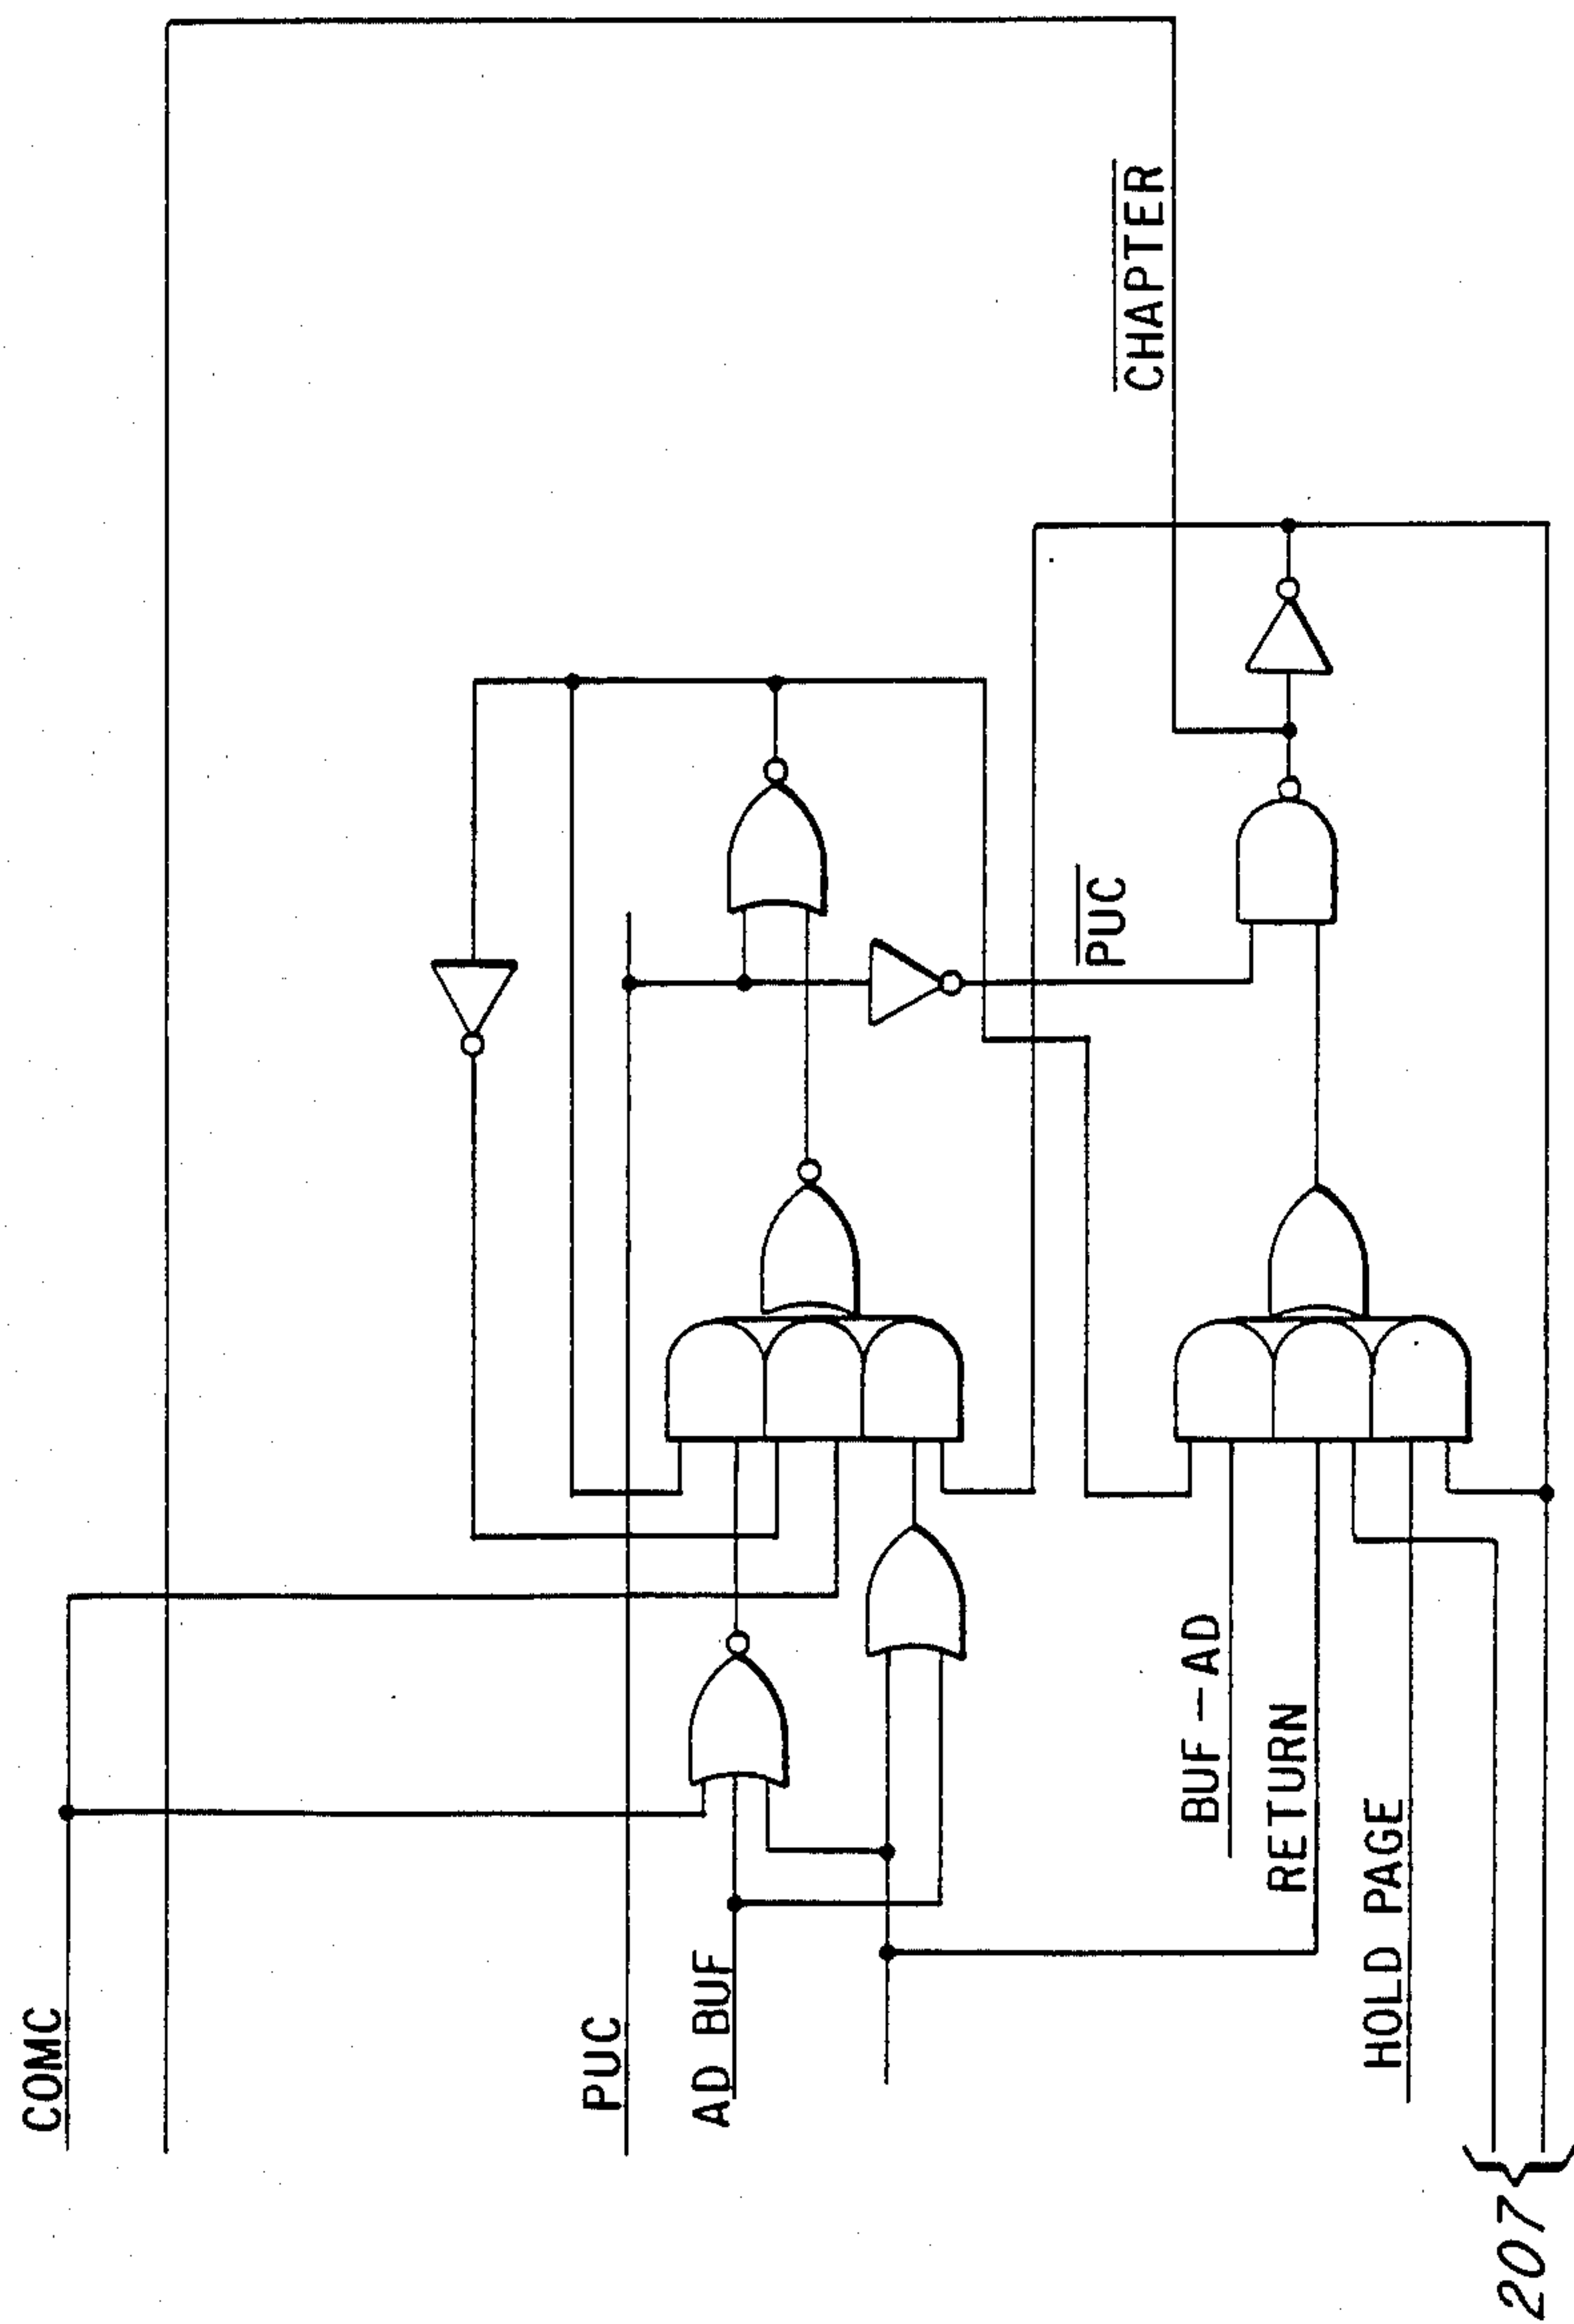 COMC
PUC
AD BUF
PUC
CHAPTER
BUF-AD
RETURN
HOLD PAGE
207